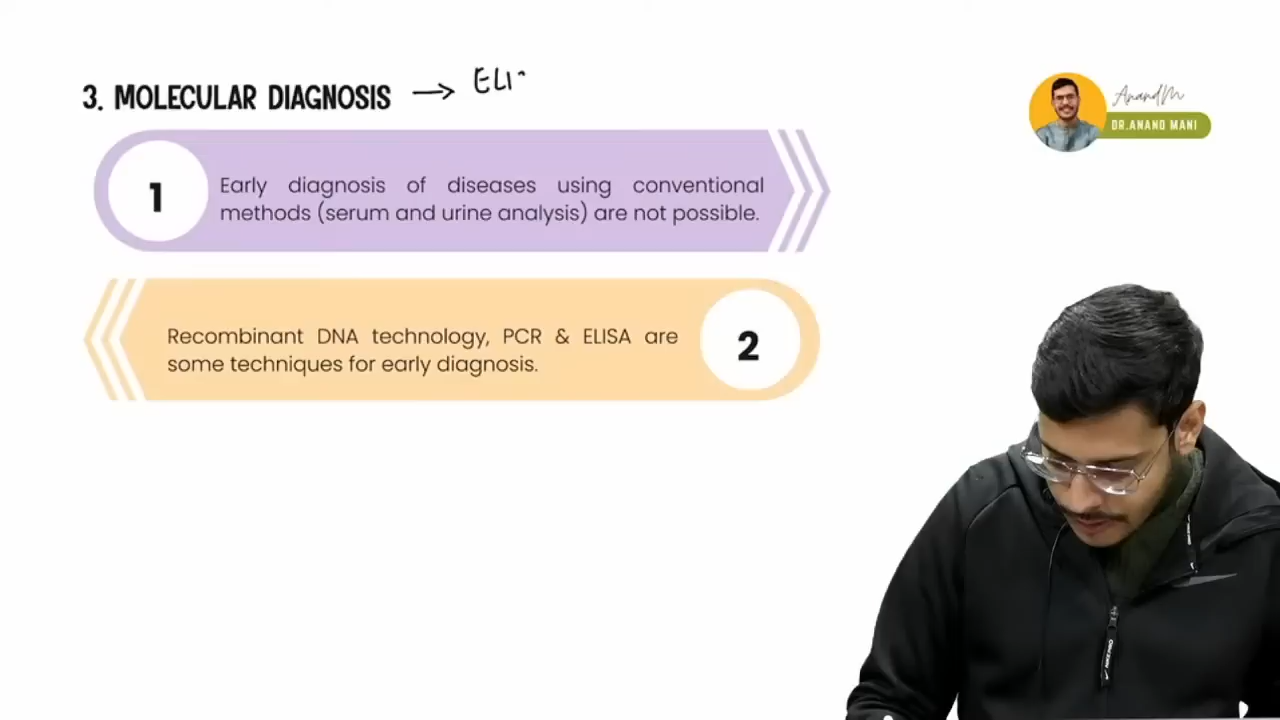 3. MOLECULAR DIAGNOSIS → ELI
1
Early diagnosis of diseases using conventional
methods (serum and urine analysis) are not possible.
Recombinant DNA technology, PCR & ELISA are
some techniques for early diagnosis.
2
AnandM
DR.ANAND MANI